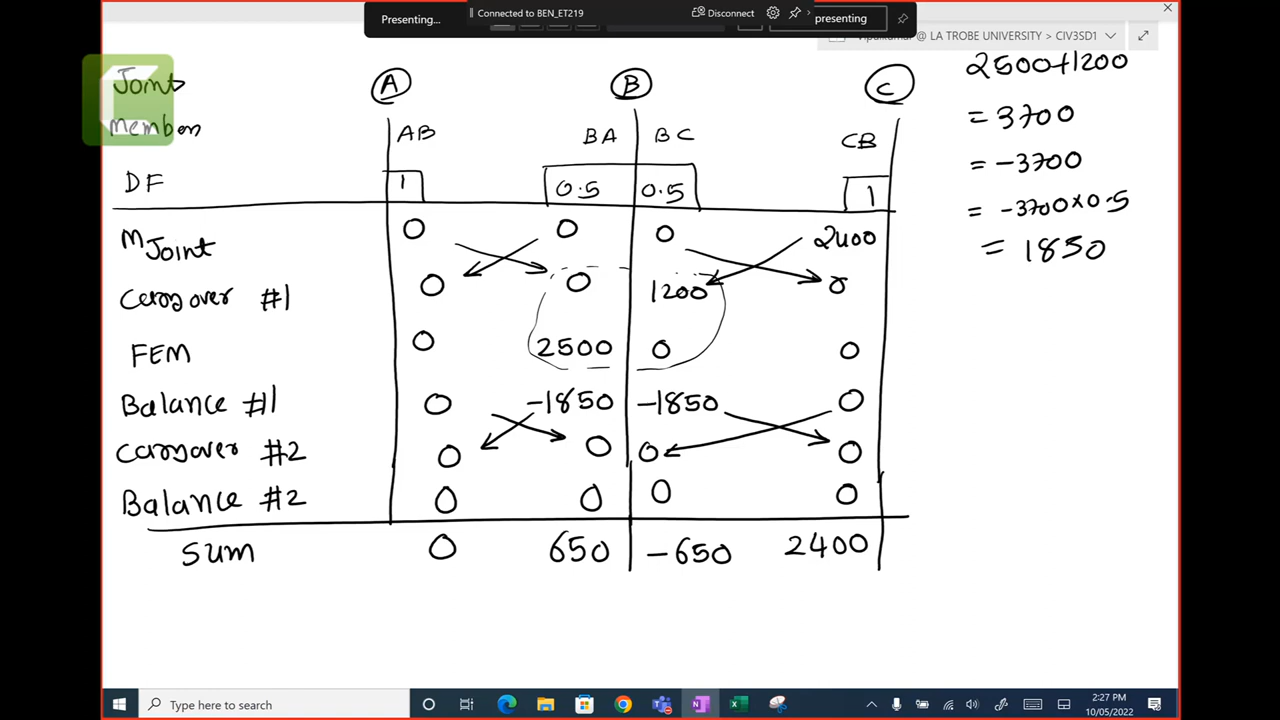 Presenting...
Connected to BEN_ET219
Disconnect
presenting
@ LA TROBE UNIVERSITY > CIV3SD1
Joint A B C
Member AB BA BC CB
DF 1 0.5 0.5 1
M Joint 0 0 0 2400
Carryover #1 0 0 1200 0
FEM 0 2500 0 0
Balance #1 0 -1850 -1850 0
Carryover #2 0 0 0 0
Balance #2 0 0 0 0
Sum 0 650 -650 2400
2500+1200
= 3700
= -3700
= -3700×0.5
= 1850
Type here to search
2:27 PM
10/05/2022